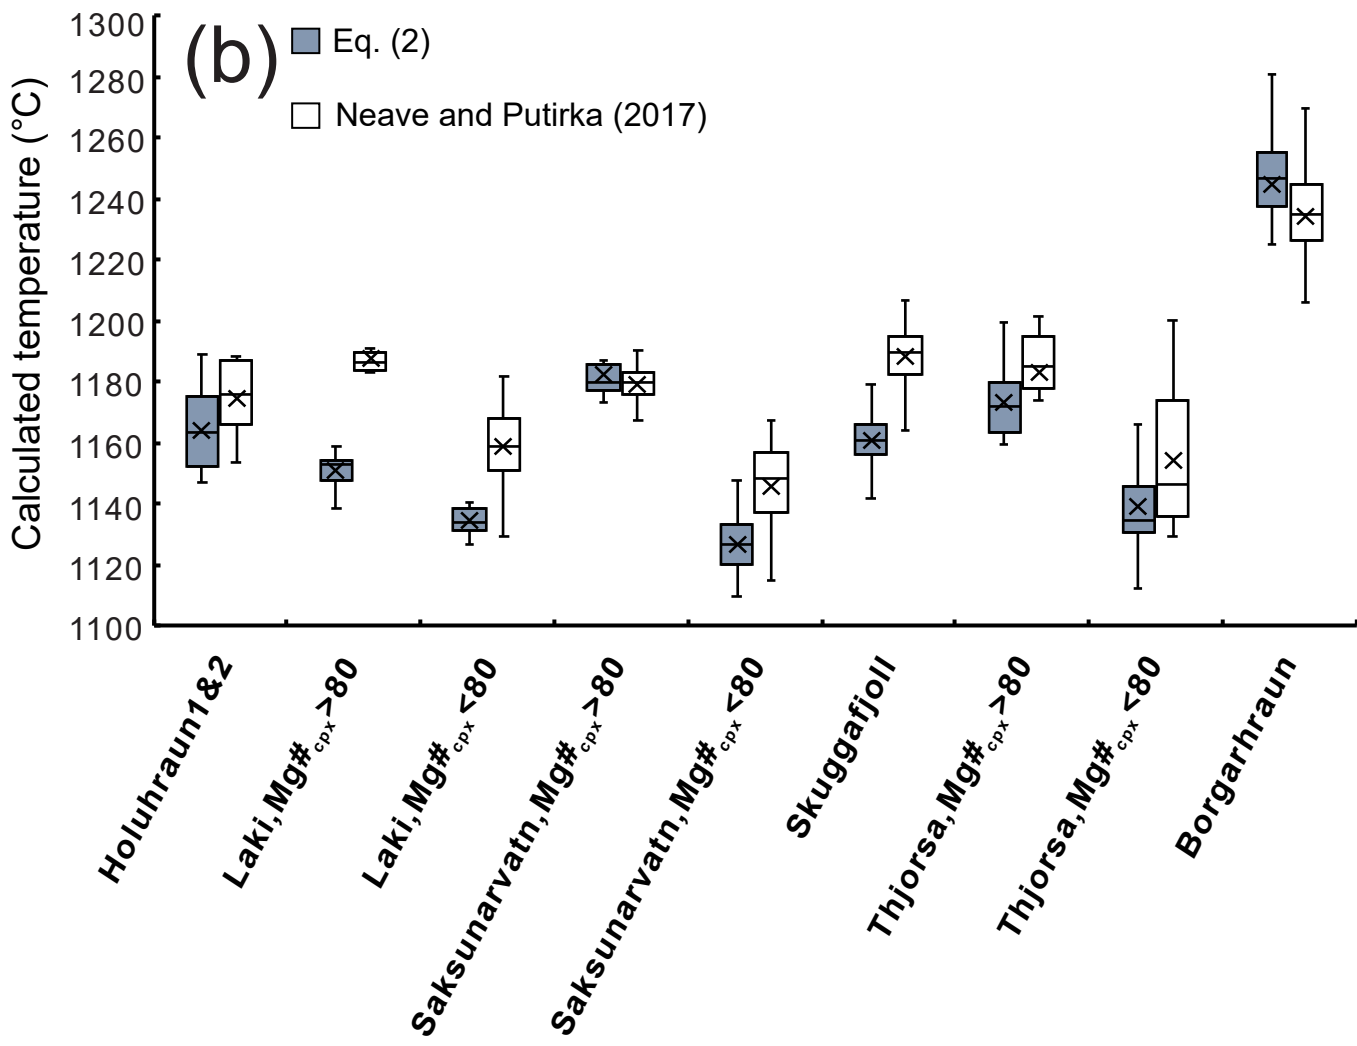 (b)
Eq. (2)
Neave and Putirka (2017)
Calculated temperature (°C)
1300
1280
1260
1240
1220
1200
1180
1160
1140
1120
1100
Holuhraun1&2
Laki,Mg#cpx>80
Laki,Mg#cpx<80
Saksunarvatn,Mg#cpx>80
Saksunarvatn,Mg#cpx<80
Skuggafjoll
Thjorsa,Mg#cpx>80
Thjorsa,Mg#cpx<80
Borgarhraun